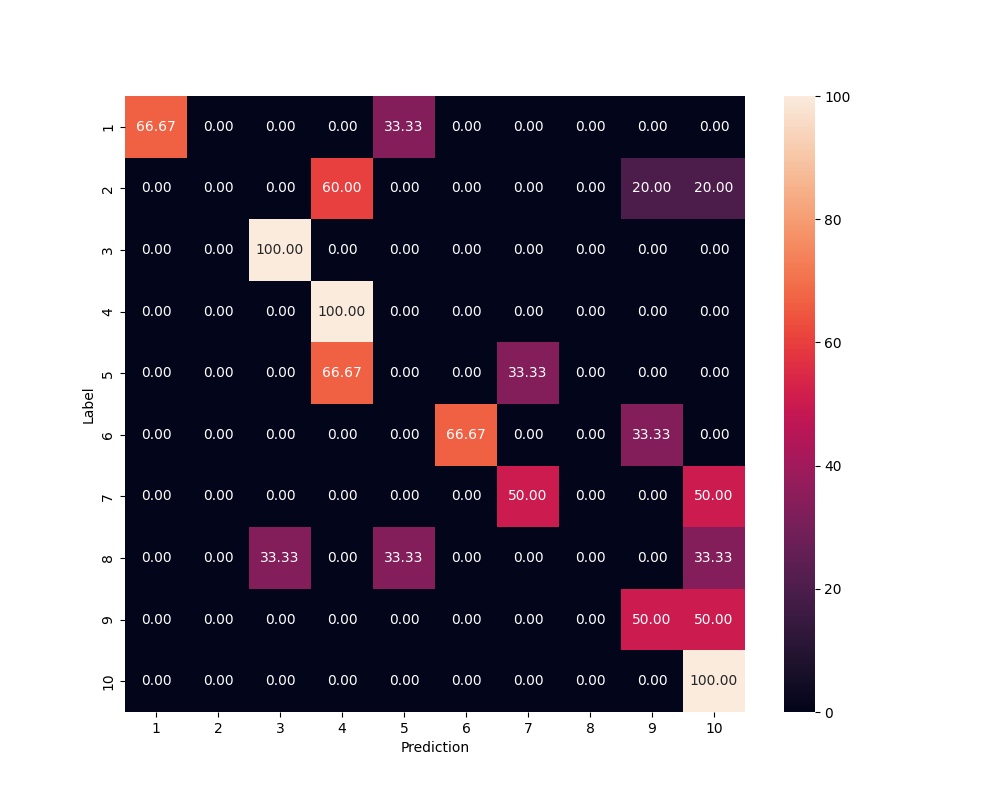 1 66.67 0.00 0.00 0.00 33.33 0.00 0.00 0.00 0.00 0.00
2 0.00 0.00 0.00 60.00 0.00 0.00 0.00 0.00 20.00 20.00
3 0.00 0.00 100.00 0.00 0.00 0.00 0.00 0.00 0.00 0.00
4 0.00 0.00 0.00 100.00 0.00 0.00 0.00 0.00 0.00 0.00
5 0.00 0.00 0.00 66.67 0.00 0.00 33.33 0.00 0.00 0.00
6 0.00 0.00 0.00 0.00 0.00 66.67 0.00 0.00 33.33 0.00
7 0.00 0.00 0.00 0.00 0.00 0.00 50.00 0.00 0.00 50.00
8 0.00 0.00 33.33 0.00 33.33 0.00 0.00 0.00 0.00 33.33
9 0.00 0.00 0.00 0.00 0.00 0.00 0.00 0.00 50.00 50.00
10 0.00 0.00 0.00 0.00 0.00 0.00 0.00 0.00 0.00 100.00
1 2 3 4 5 6 7 8 9 10
Prediction
Label
100
80
60
40
20
0